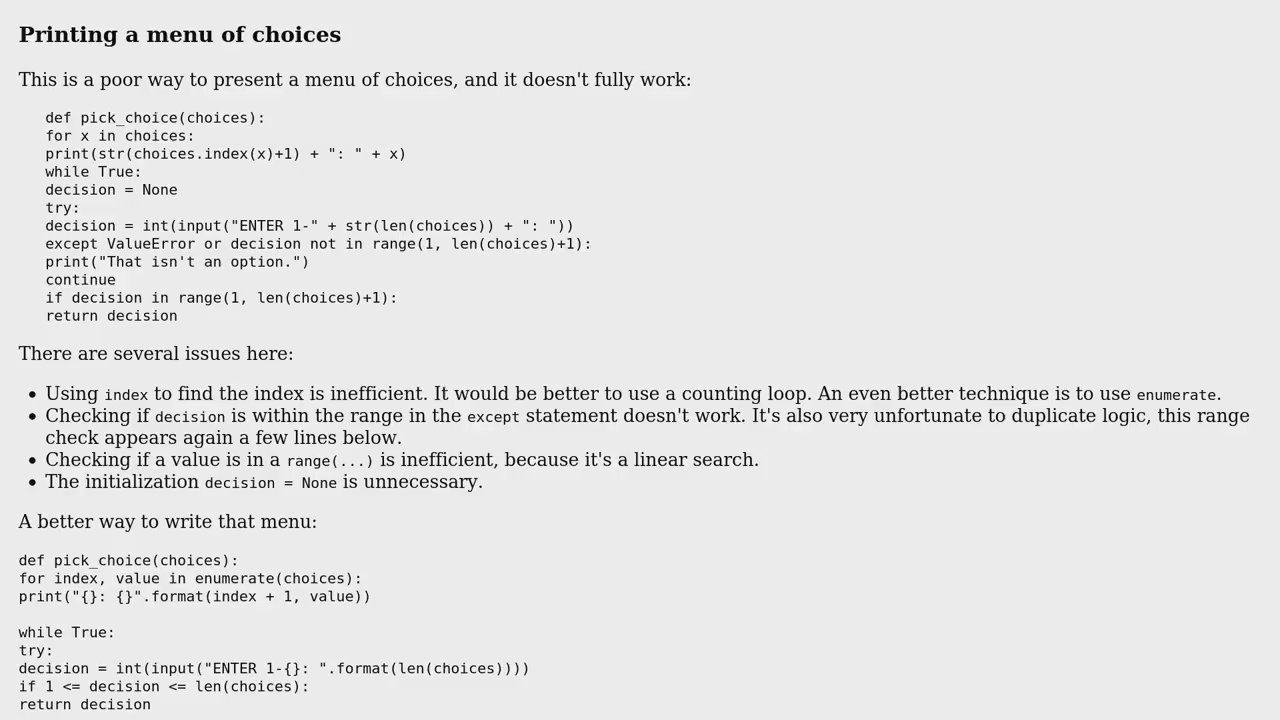 Printing a menu of choices
This is a poor way to present a menu of choices, and it doesn't fully work:
def pick_choice(choices):
for x in choices:
print(str(choices.index(x)+1) + ": " + x)
while True:
decision = None
try:
decision = int(input("ENTER 1-" + str(len(choices)) + ": "))
except ValueError or decision not in range(1, len(choices)+1):
print("That isn't an option.")
continue
if decision in range(1, len(choices)+1):
return decision
There are several issues here:
• Using index to find the index is inefficient. It would be better to use a counting loop. An even better technique is to use enumerate.
• Checking if decision is within the range in the except statement doesn't work. It's also very unfortunate to duplicate logic, this range
check appears again a few lines below.
• Checking if a value is in a range(...) is inefficient, because it's a linear search.
• The initialization decision = None is unnecessary.
A better way to write that menu:
def pick_choice(choices):
for index, value in enumerate(choices):
print("{}: {}".format(index + 1, value))
while True:
try:
decision = int(input("ENTER 1-{}: ".format(len(choices))))
if 1 <= decision <= len(choices):
return decision